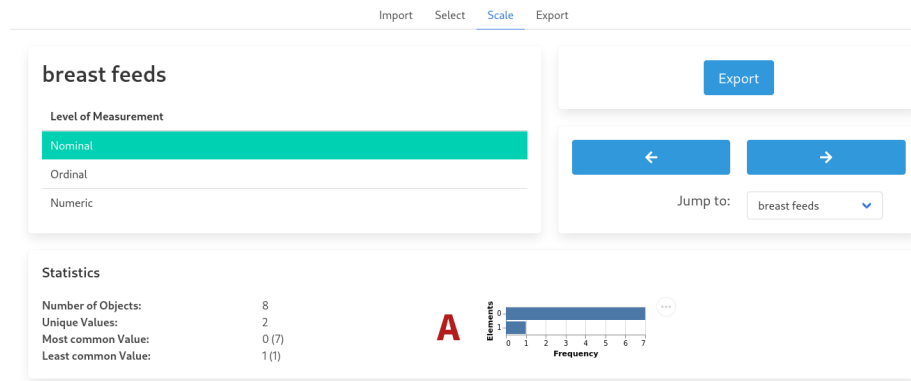 Import Select Scale Export
breast feeds
Level of Measurement
Nominal
Ordinal
Numeric
Export
Jump to: breast feeds
Statistics
Number of Objects: 8
Unique Values: 2
Most common Value: 0 (7)
Least common Value: 1 (1)
A
Elements
0
1
0 1 2 3 4 5 6 7
Frequency